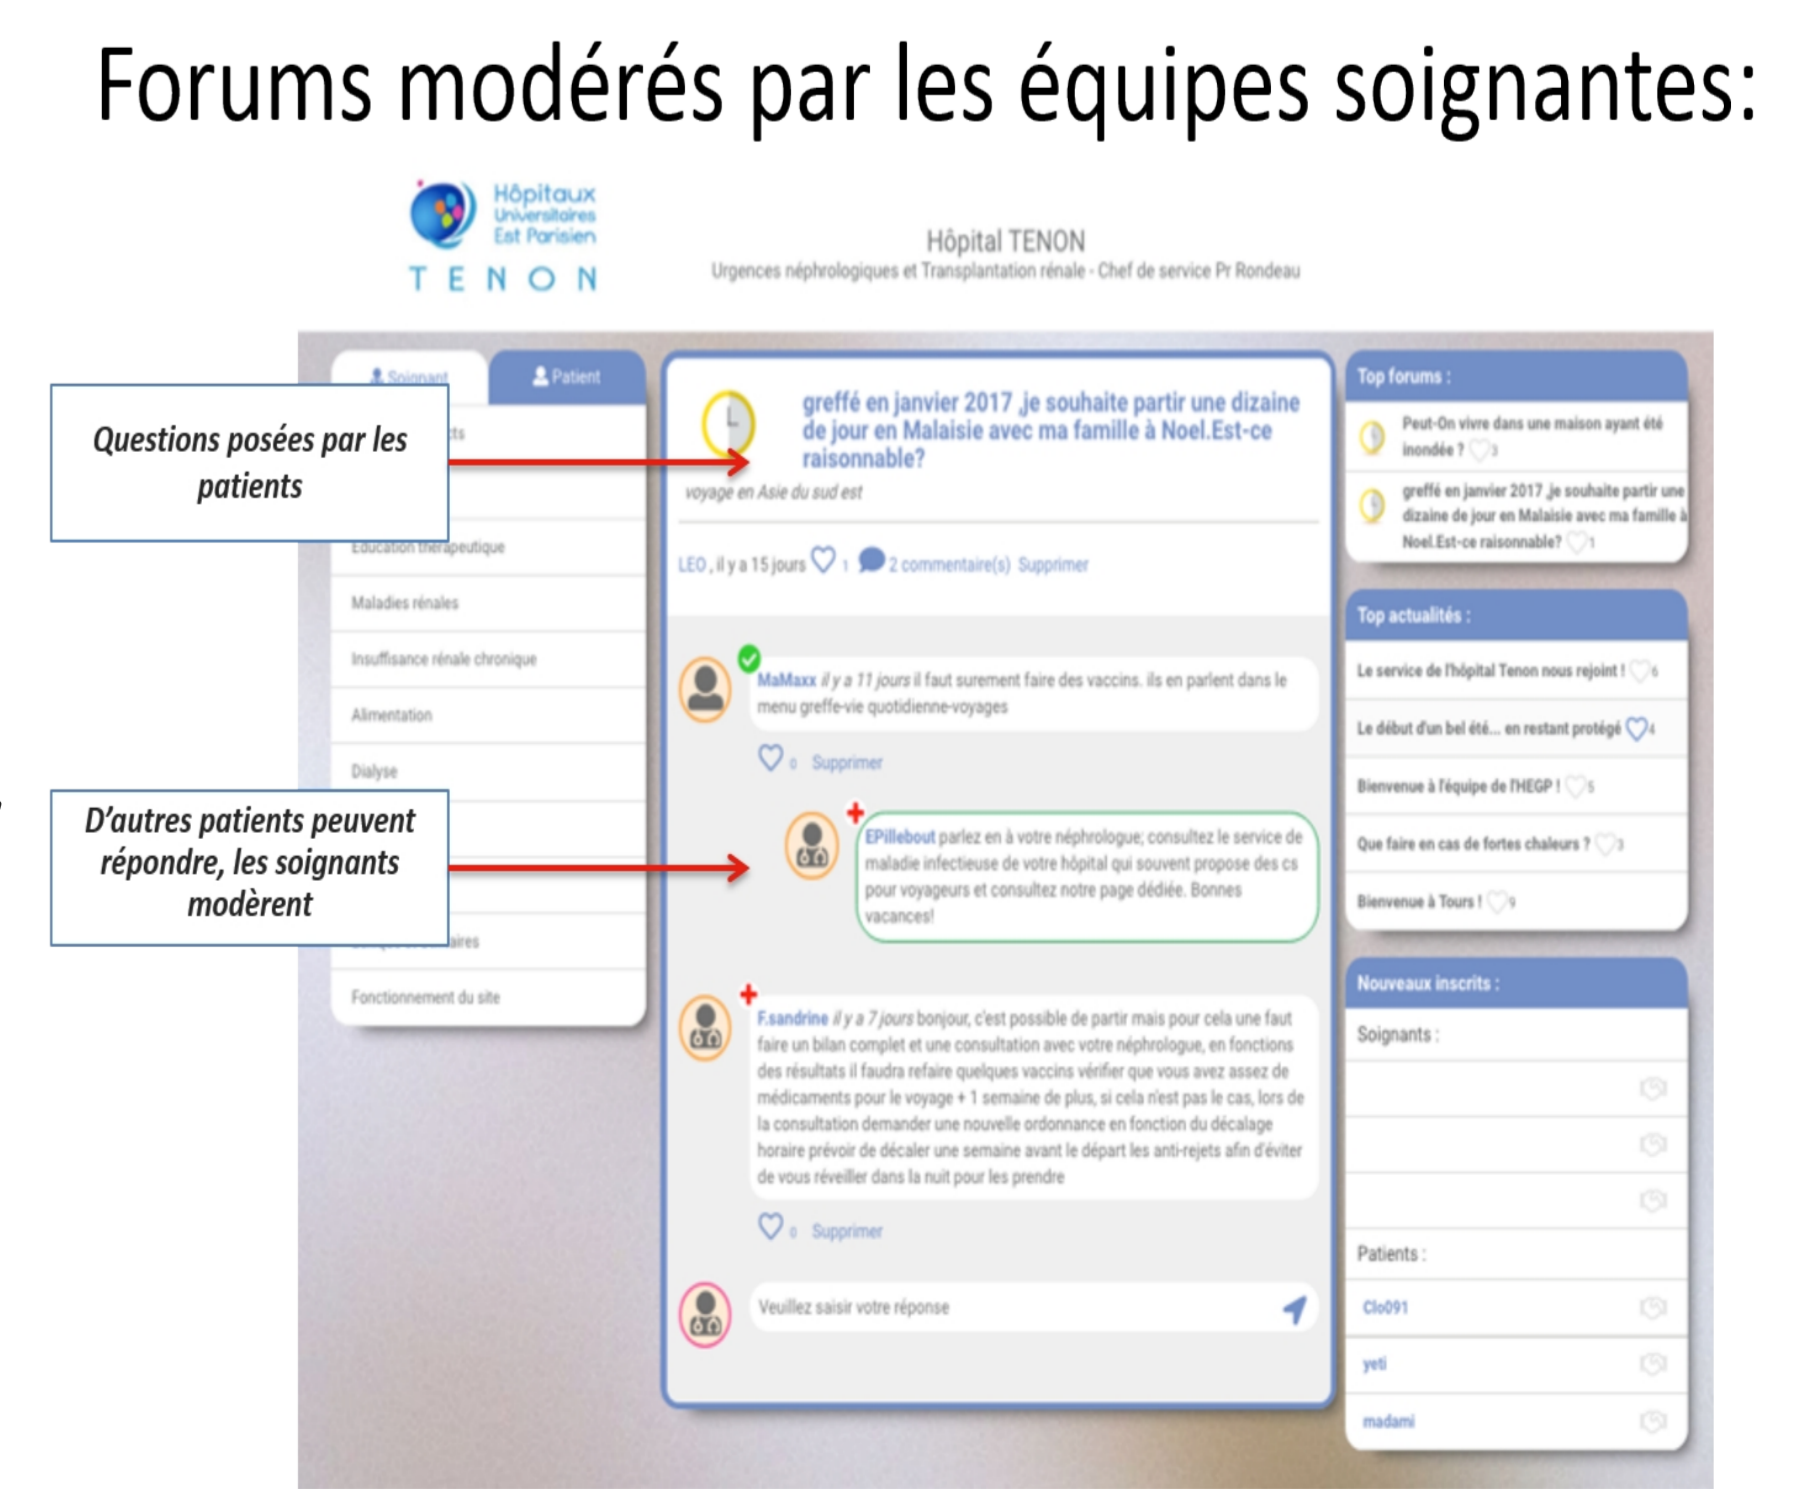 Forums modérés par les équipes soignantes:
Hôpitaux
Universitaires
Est Parisien
TENON
Hôpital TENON
Urgences néphrologiques et Transplantation rénale - Chef de service Pr Rondeau
Soignant
Patient
Questions posées par les
patients
Education thérapeutique
Maladies rénales
Insuffisance rénale chronique
Alimentation
Dialyse
D'autres patients peuvent
répondre, les soignants
modèrent
Fonctionnement du site
greffé en janvier 2017 ,je souhaite partir une dizaine
de jour en Malaisie avec ma famille à Noel.Est-ce
raisonnable?
voyage en Asie du sud est
LEO , il y a 15 jours 1 2 commentaire(s) Supprimer
MaMaxx il y a 11 jours il faut surement faire des vaccins. ils en parlent dans le
menu greffe-vie quotidienne-voyages
0 Supprimer
EPillebout parlez en à votre néphrologue; consultez le service de
maladie infectieuse de votre hôpital qui souvent propose des cs
pour voyageurs et consultez notre page dédiée. Bonnes
vacances!
F.sandrine il y a 7 jours bonjour, c'est possible de partir mais pour cela une faut
faire un bilan complet et une consultation avec votre néphrologue, en fonctions
des résultats il faudra refaire quelques vaccins vérifier que vous avez assez de
médicaments pour le voyage + 1 semaine de plus, si cela n'est pas le cas, lors de
la consultation demander une nouvelle ordonnance en fonction du décalage
horaire prévoir de décaler une semaine avant le départ les anti-rejets afin d'éviter
de vous réveiller dans la nuit pour les prendre
0 Supprimer
Veuillez saisir votre réponse
Top forums :
Peut-On vivre dans une maison ayant été
inondée ? 3
greffé en janvier 2017 ,je souhaite partir une
dizaine de jour en Malaisie avec ma famille à
Noel.Est-ce raisonnable? 1
Top actualités :
Le service de l'hôpital Tenon nous rejoint ! 6
Le début d'un bel été... en restant protégé 4
Bienvenue à l'équipe de l'HEGP ! 5
Que faire en cas de fortes chaleurs ? 3
Bienvenue à Tours ! 9
Nouveaux inscrits :
Soignants :
Patients :
Clo091
yeti
madami